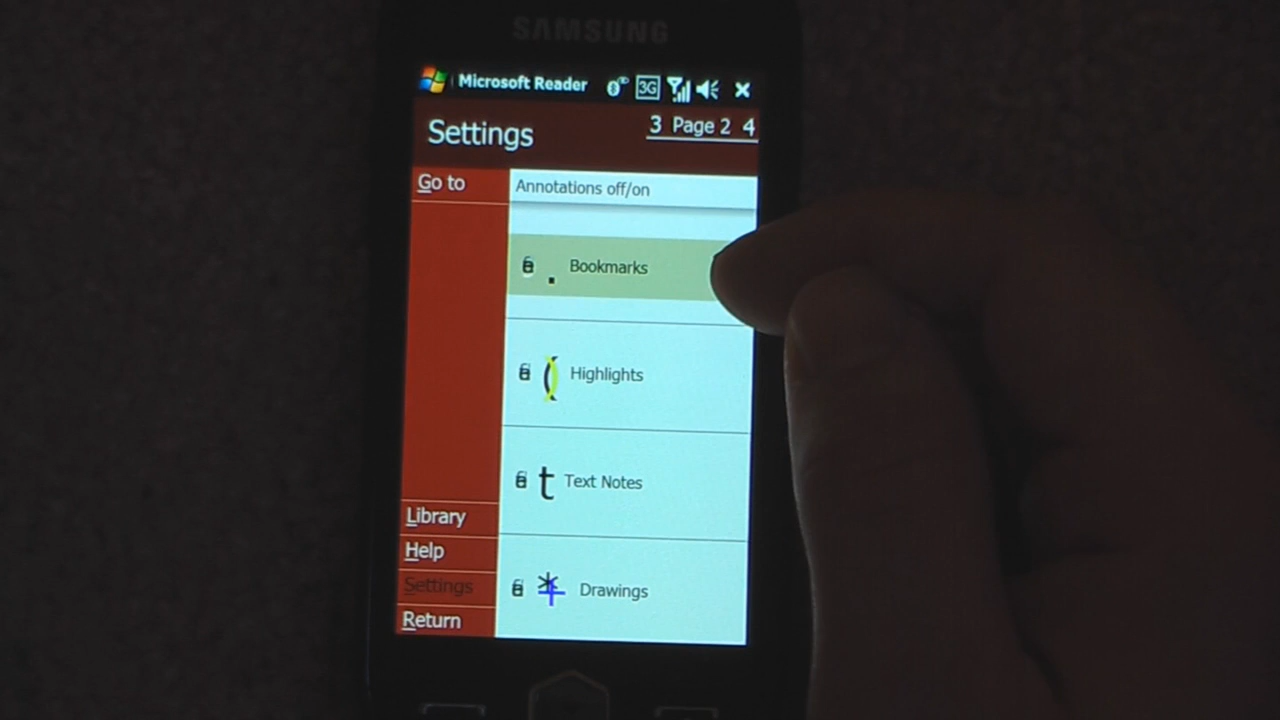 SAMSUNG
Microsoft Reader 3G
Settings 3 Page 2 4
Go to
Annotations off/on
Bookmarks
Highlights
t Text Notes
Drawings
Library
Help
Settings
Return